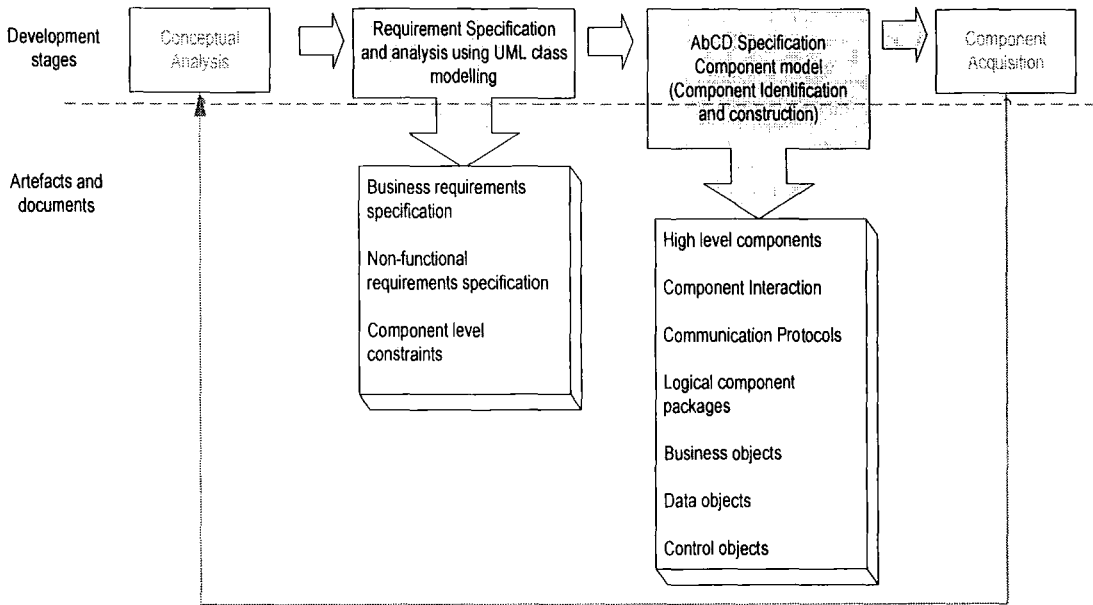 Development
stages
Conceptual
Analysis
Requirement Specification
and analysis using UML class
modelling
AbCD Specification
Component model
(Component Identification
and construction)
Component
Acquisition
Artefacts and
documents
Business requirements
specification
Non-functional
requirements specification
Component level
constraints
High level components
Component Interaction
Communication Protocols
Logical component
packages
Business objects
Data objects
Control objects